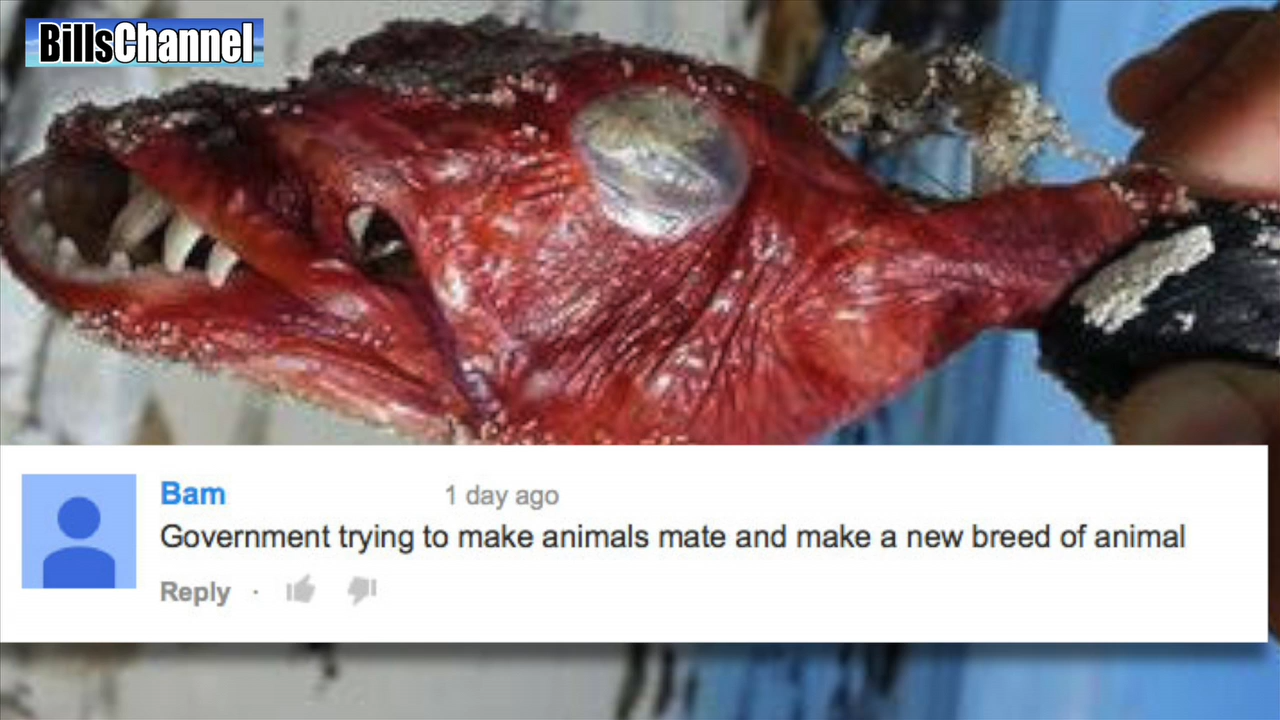 BillsChannel
Bam 1 day ago
Government trying to make animals mate and make a new breed of animal
Reply ·